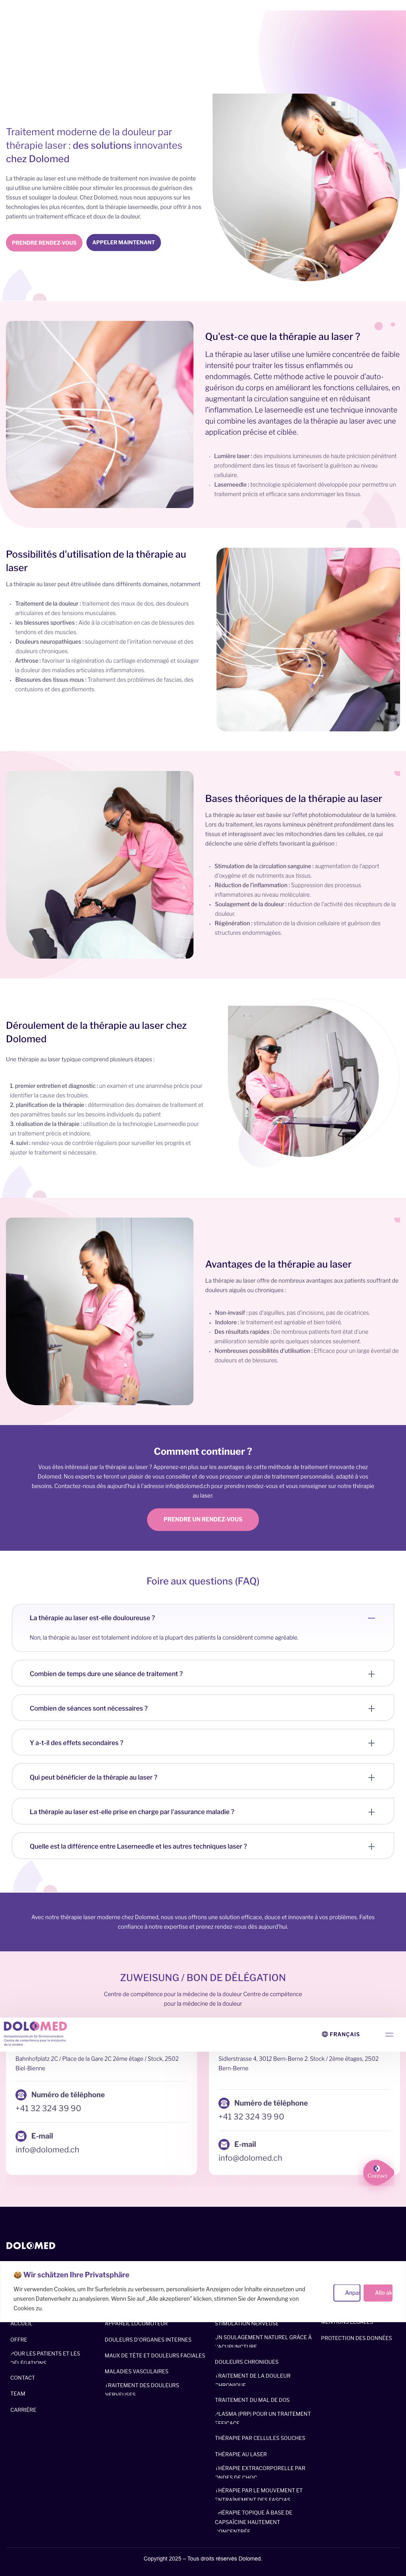 Traitement moderne de la douleur par
thérapie laser : des solutions innovantes
chez Dolomed
La thérapie au laser est une méthode de traitement non invasive de pointe
qui utilise une lumière ciblée pour stimuler les processus de guérison des
tissus et soulager la douleur. Chez Dolomed, nous nous appuyons sur les
technologies les plus récentes, dont la thérapie laserneedle, pour offrir à nos
patients un traitement efficace et doux de la douleur.
PRENDRE RENDEZ-VOUS
APPELER MAINTENANT
Qu'est-ce que la thérapie au laser ?
La thérapie au laser utilise une lumière concentrée de faible
intensité pour traiter les tissus enflammés ou
endommagés. Cette méthode active le pouvoir d'auto-
guérison du corps en améliorant les fonctions cellulaires, en
augmentant la circulation sanguine et en réduisant
l'inflammation. Le laserneedle est une technique innovante
qui combine les avantages de la thérapie au laser avec une
application précise et ciblée.
Lumière laser : des impulsions lumineuses de haute précision pénètrent
profondément dans les tissus et favorisent la guérison au niveau
cellulaire.
Laserneedle : technologie spécialement développée pour permettre un
traitement précis et efficace sans endommager les tissus.
Possibilités d'utilisation de la thérapie au
laser
La thérapie au laser peut être utilisée dans différents domaines, notamment
Traitement de la douleur : traitement des maux de dos, des douleurs
articulaires et des tensions musculaires.
les blessures sportives : Aide à la cicatrisation en cas de blessures des
tendons et des muscles.
Douleurs neuropathiques : soulagement de l'irritation nerveuse et des
douleurs chroniques.
Arthrose : favoriser la régénération du cartilage endommagé et soulager
la douleur des maladies articulaires inflammatoires.
Blessures des tissus mous : Traitement des problèmes de fascias, des
contusions et des gonflements.
Bases théoriques de la thérapie au laser
La thérapie au laser est basée sur l'effet photobiomodulateur de la lumière.
Lors du traitement, les rayons lumineux pénètrent profondément dans les
tissus et interagissent avec les mitochondries dans les cellules, ce qui
déclenche une série d'effets favorisant la guérison :
Stimulation de la circulation sanguine : augmentation de l'apport
d'oxygène et de nutriments aux tissus.
Réduction de l'inflammation : Suppression des processus
inflammatoires au niveau moléculaire.
Soulagement de la douleur : réduction de l'activité des récepteurs de la
douleur.
Régénération : stimulation de la division cellulaire et guérison des
structures endommagées.
Déroulement de la thérapie au laser chez
Dolomed
Une thérapie au laser typique comprend plusieurs étapes :
1. premier entretien et diagnostic : un examen et une anamnèse précis pour
identifier la cause des troubles.
2. planification de la thérapie : détermination des domaines de traitement et
des paramètres basés sur les besoins individuels du patient
3. réalisation de la thérapie : utilisation de la technologie Laserneedle pour
un traitement précis et indolore.
4. suivi : rendez-vous de contrôle réguliers pour surveiller les progrès et
ajuster le traitement si nécessaire.
Avantages de la thérapie au laser
La thérapie au laser offre de nombreux avantages aux patients souffrant de
douleurs aiguës ou chroniques :
Non-invasif : pas d'aiguilles, pas d'incisions, pas de cicatrices.
Indolore : le traitement est agréable et bien toléré.
Des résultats rapides : De nombreux patients font état d'une
amélioration sensible après quelques séances seulement.
Nombreuses possibilités d'utilisation : Efficace pour un large éventail de
douleurs et de blessures.
Comment continuer ?
Vous êtes intéressé par la thérapie au laser ? Apprenez-en plus sur les avantages de cette méthode de traitement innovante chez
Dolomed. Nos experts se feront un plaisir de vous conseiller et de vous proposer un plan de traitement personnalisé, adapté à vos
besoins. Contactez-nous dès aujourd'hui à l'adresse info@dolomed.ch pour prendre rendez-vous et vous renseigner sur notre thérapie
au laser.
PRENDRE UN RENDEZ-VOUS
Foire aux questions (FAQ)
La thérapie au laser est-elle douloureuse ?
Non, la thérapie au laser est totalement indolore et la plupart des patients la considèrent comme agréable.
Combien de temps dure une séance de traitement ?
Combien de séances sont nécessaires ?
Y a-t-il des effets secondaires ?
Qui peut bénéficier de la thérapie au laser ?
La thérapie au laser est-elle prise en charge par l'assurance maladie ?
Quelle est la différence entre Laserneedle et les autres techniques laser ?
Avec notre thérapie laser moderne chez Dolomed, nous vous offrons une solution efficace, douce et innovante à vos problèmes. Faites
confiance à notre expertise et prenez rendez-vous dès aujourd'hui.
ZUWEISUNG / BON DE DÉLÉGATION
Centre de compétence pour la médecine de la douleur Centre de compétence
pour la médecine de la douleur
DOLOMED
Kompetenzzentrum für Schmerzmedizin
Centre de compétence pour la médecine
de la douleur
FRANÇAIS
Bahnhofplatz 2C / Place de la Gare 2C 2ème étage / Stock, 2502
Biel-Bienne
Numéro de téléphone
+41 32 324 39 90
E-mail
info@dolomed.ch
Sidlerstrasse 4, 3012 Bern-Berne 2. Stock / 2ème étages, 2502
Bern-Berne
Numéro de téléphone
+41 32 324 39 90
E-mail
info@dolomed.ch
Contact
DOLOMED
Wir schätzen Ihre Privatsphäre
Wir verwenden Cookies, um Ihr Surferlebnis zu verbessern, personalisierte Anzeigen oder Inhalte einzusetzen und
unseren Datenverkehr zu analysieren. Wenn Sie auf „Alle akzeptieren" klicken, stimmen Sie der Anwendung von
Cookies zu.
Anpas
Alle ak
ACCUEIL
OFFRE
POUR LES PATIENTS ET LES
DÉLÉGATIONS
CONTACT
TEAM
CARRIÈRE
APPAREIL LOCOMOTEUR
DOULEURS D'ORGANES INTERNES
MAUX DE TÊTE ET DOULEURS FACIALES
MALADIES VASCULAIRES
TRAITEMENT DES DOULEURS
NERVEUSES
STIMULATION NERVEUSE
UN SOULAGEMENT NATUREL GRÂCE À
L'ACUPUNCTURE
DOULEURS CHRONIQUES
TRAITEMENT DE LA DOULEUR
CHRONIQUE
TRAITEMENT DU MAL DE DOS
PLASMA (PRP) POUR UN TRAITEMENT
EFFICACE
THÉRAPIE PAR CELLULES SOUCHES
THÉRAPIE AU LASER
THÉRAPIE EXTRACORPORELLE PAR
ONDES DE CHOC
THÉRAPIE PAR LE MOUVEMENT ET
ENTRAÎNEMENT DES FASCIAS
THÉRAPIE TOPIQUE À BASE DE
CAPSAÏCINE HAUTEMENT
CONCENTRÉE
MENTIONS LÉGALES
PROTECTION DES DONNÉES
Copyright 2025 – Tous droits réservés Dolomed.